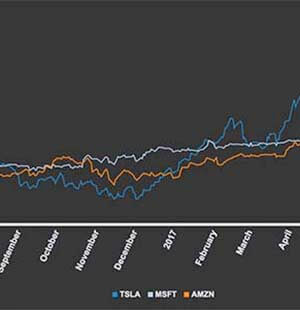 September
October
November
December
2017
February
March
April
TSLA MSFT AMZN